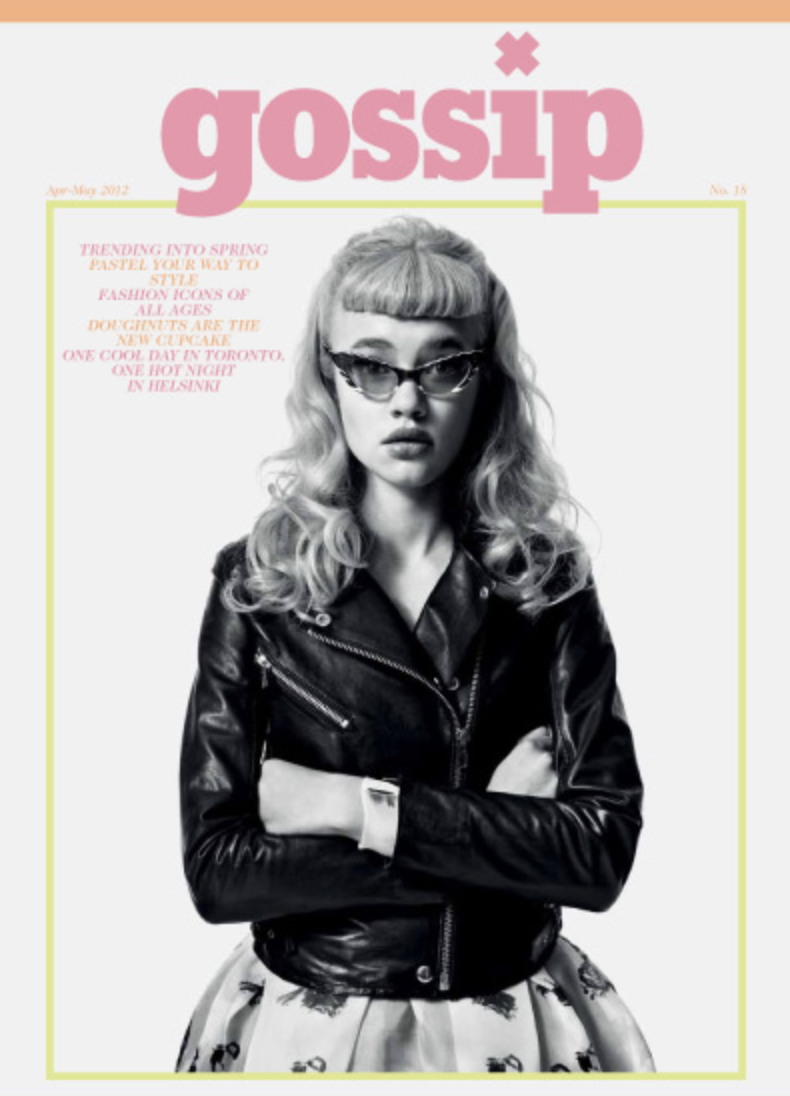 gossip
Apr-May 2012
No. 18
TRENDING INTO SPRING
PASTEL YOUR WAY TO
STYLE
FASHION ICONS OF
ALL AGES
DOUGHNUTS ARE THE
NEW CUPCAKE
ONE COOL DAY IN TORONTO,
ONE HOT NIGHT
IN HELSINKI